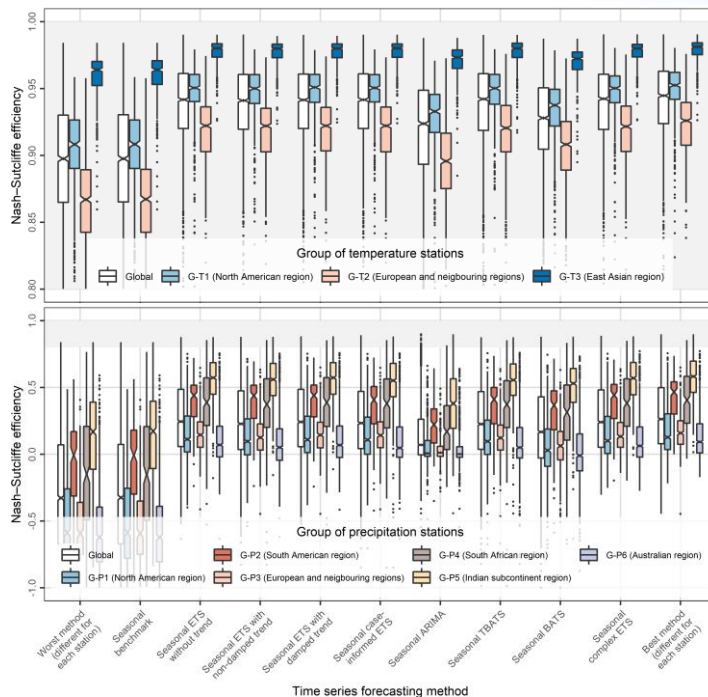 1.00
0.95
0.90
0.85
0.80
Nash–Sutcliffe efficiency
Group of temperature stations
Global G-T1 (North American region) G-T2 (European and neigbouring regions) G-T3 (East Asian region)
1.0
0.5
0.0
-0.5
-1.0
Nash–Sutcliffe efficiency
Group of precipitation stations
Global G-P2 (South American region) G-P4 (South African region) G-P6 (Australian region)
G-P1 (North American region) G-P3 (European and neigbouring regions) G-P5 (Indian subcontinent region)
Worst method
(different for
each station)
Seasonal
benchmark
Seasonal ETS
without trend
Seasonal ETS with
non-damped trend
Seasonal ETS with
damped trend
Seasonal case-
informed ETS
Seasonal ARIMA
Seasonal TBATS
Seasonal BATS
Seasonal
complex ETS
Best method
(different for
each station)
Time series forecasting method